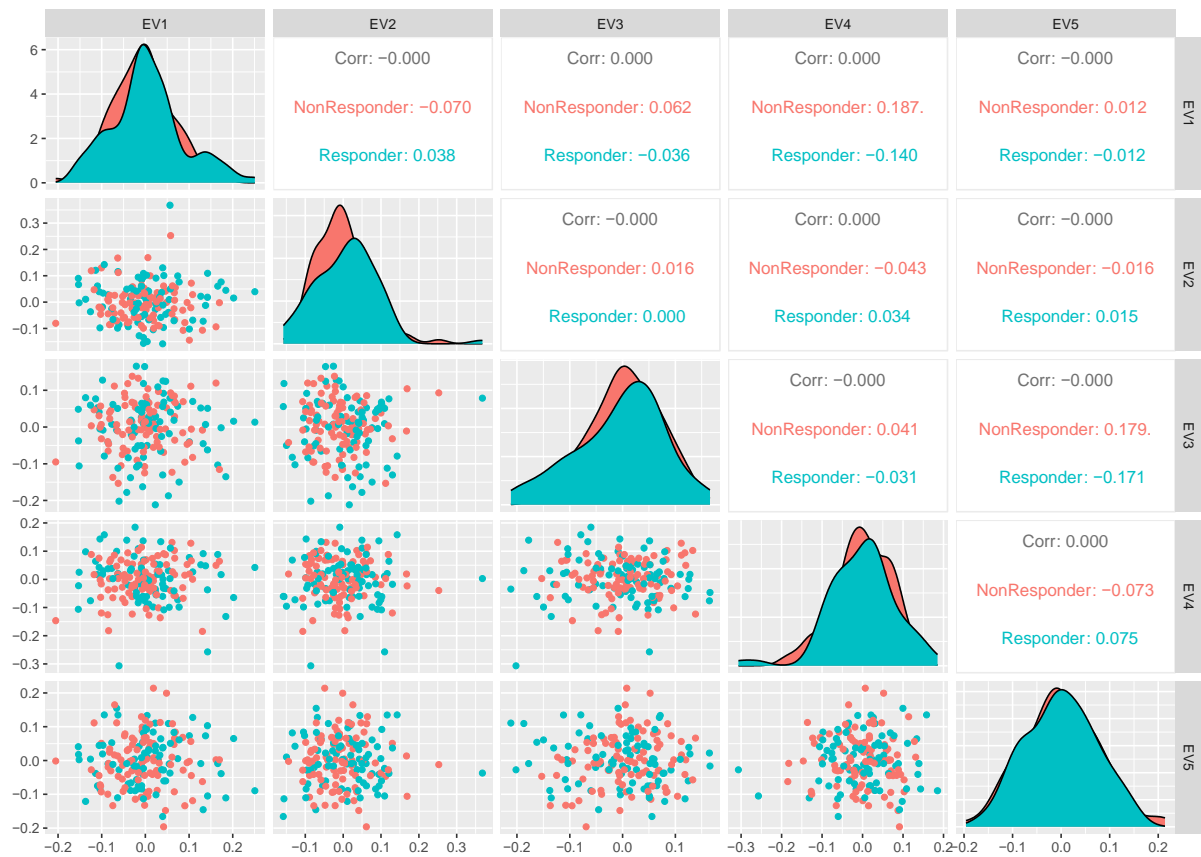 EV1 EV2 EV3 EV4 EV5
6
4
2
0
Corr: −0.000 Corr: 0.000 Corr: 0.000 Corr: −0.000
NonResponder: −0.070 NonResponder: 0.062 NonResponder: 0.187. NonResponder: 0.012
Responder: 0.038 Responder: −0.036 Responder: −0.140 Responder: −0.012
EV1
0.3
0.2
0.1
0.0
−0.1
Corr: −0.000 Corr: 0.000 Corr: −0.000
NonResponder: 0.016 NonResponder: −0.043 NonResponder: −0.016
Responder: 0.000 Responder: 0.034 Responder: 0.015
EV2
0.1
0.0
−0.1
−0.2
Corr: −0.000 Corr: −0.000
NonResponder: 0.041 NonResponder: 0.179.
Responder: −0.031 Responder: −0.171
EV3
0.2
0.1
0.0
−0.1
−0.2
−0.3
Corr: 0.000
NonResponder: −0.073
Responder: 0.075
EV4
0.2
0.1
0.0
−0.1
−0.2
EV5
−0.2 −0.1 0.0 0.1 0.2 −0.1 0.0 0.1 0.2 0.3 −0.2 −0.1 0.0 0.1 −0.3 −0.2 −0.1 0.0 0.1 0.2 −0.2 −0.1 0.0 0.1 0.2